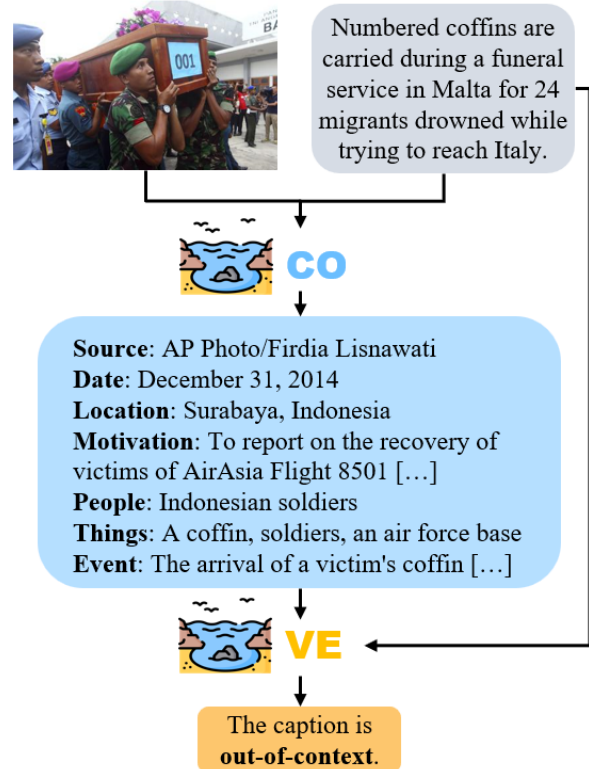 BA
001
Numbered coffins are
carried during a funeral
service in Malta for 24
migrants drowned while
trying to reach Italy.
CO
Source: AP Photo/Firdia Lisnawati
Date: December 31, 2014
Location: Surabaya, Indonesia
Motivation: To report on the recovery of
victims of AirAsia Flight 8501 […]
People: Indonesian soldiers
Things: A coffin, soldiers, an air force base
Event: The arrival of a victim's coffin […]
VE
The caption is
out-of-context.